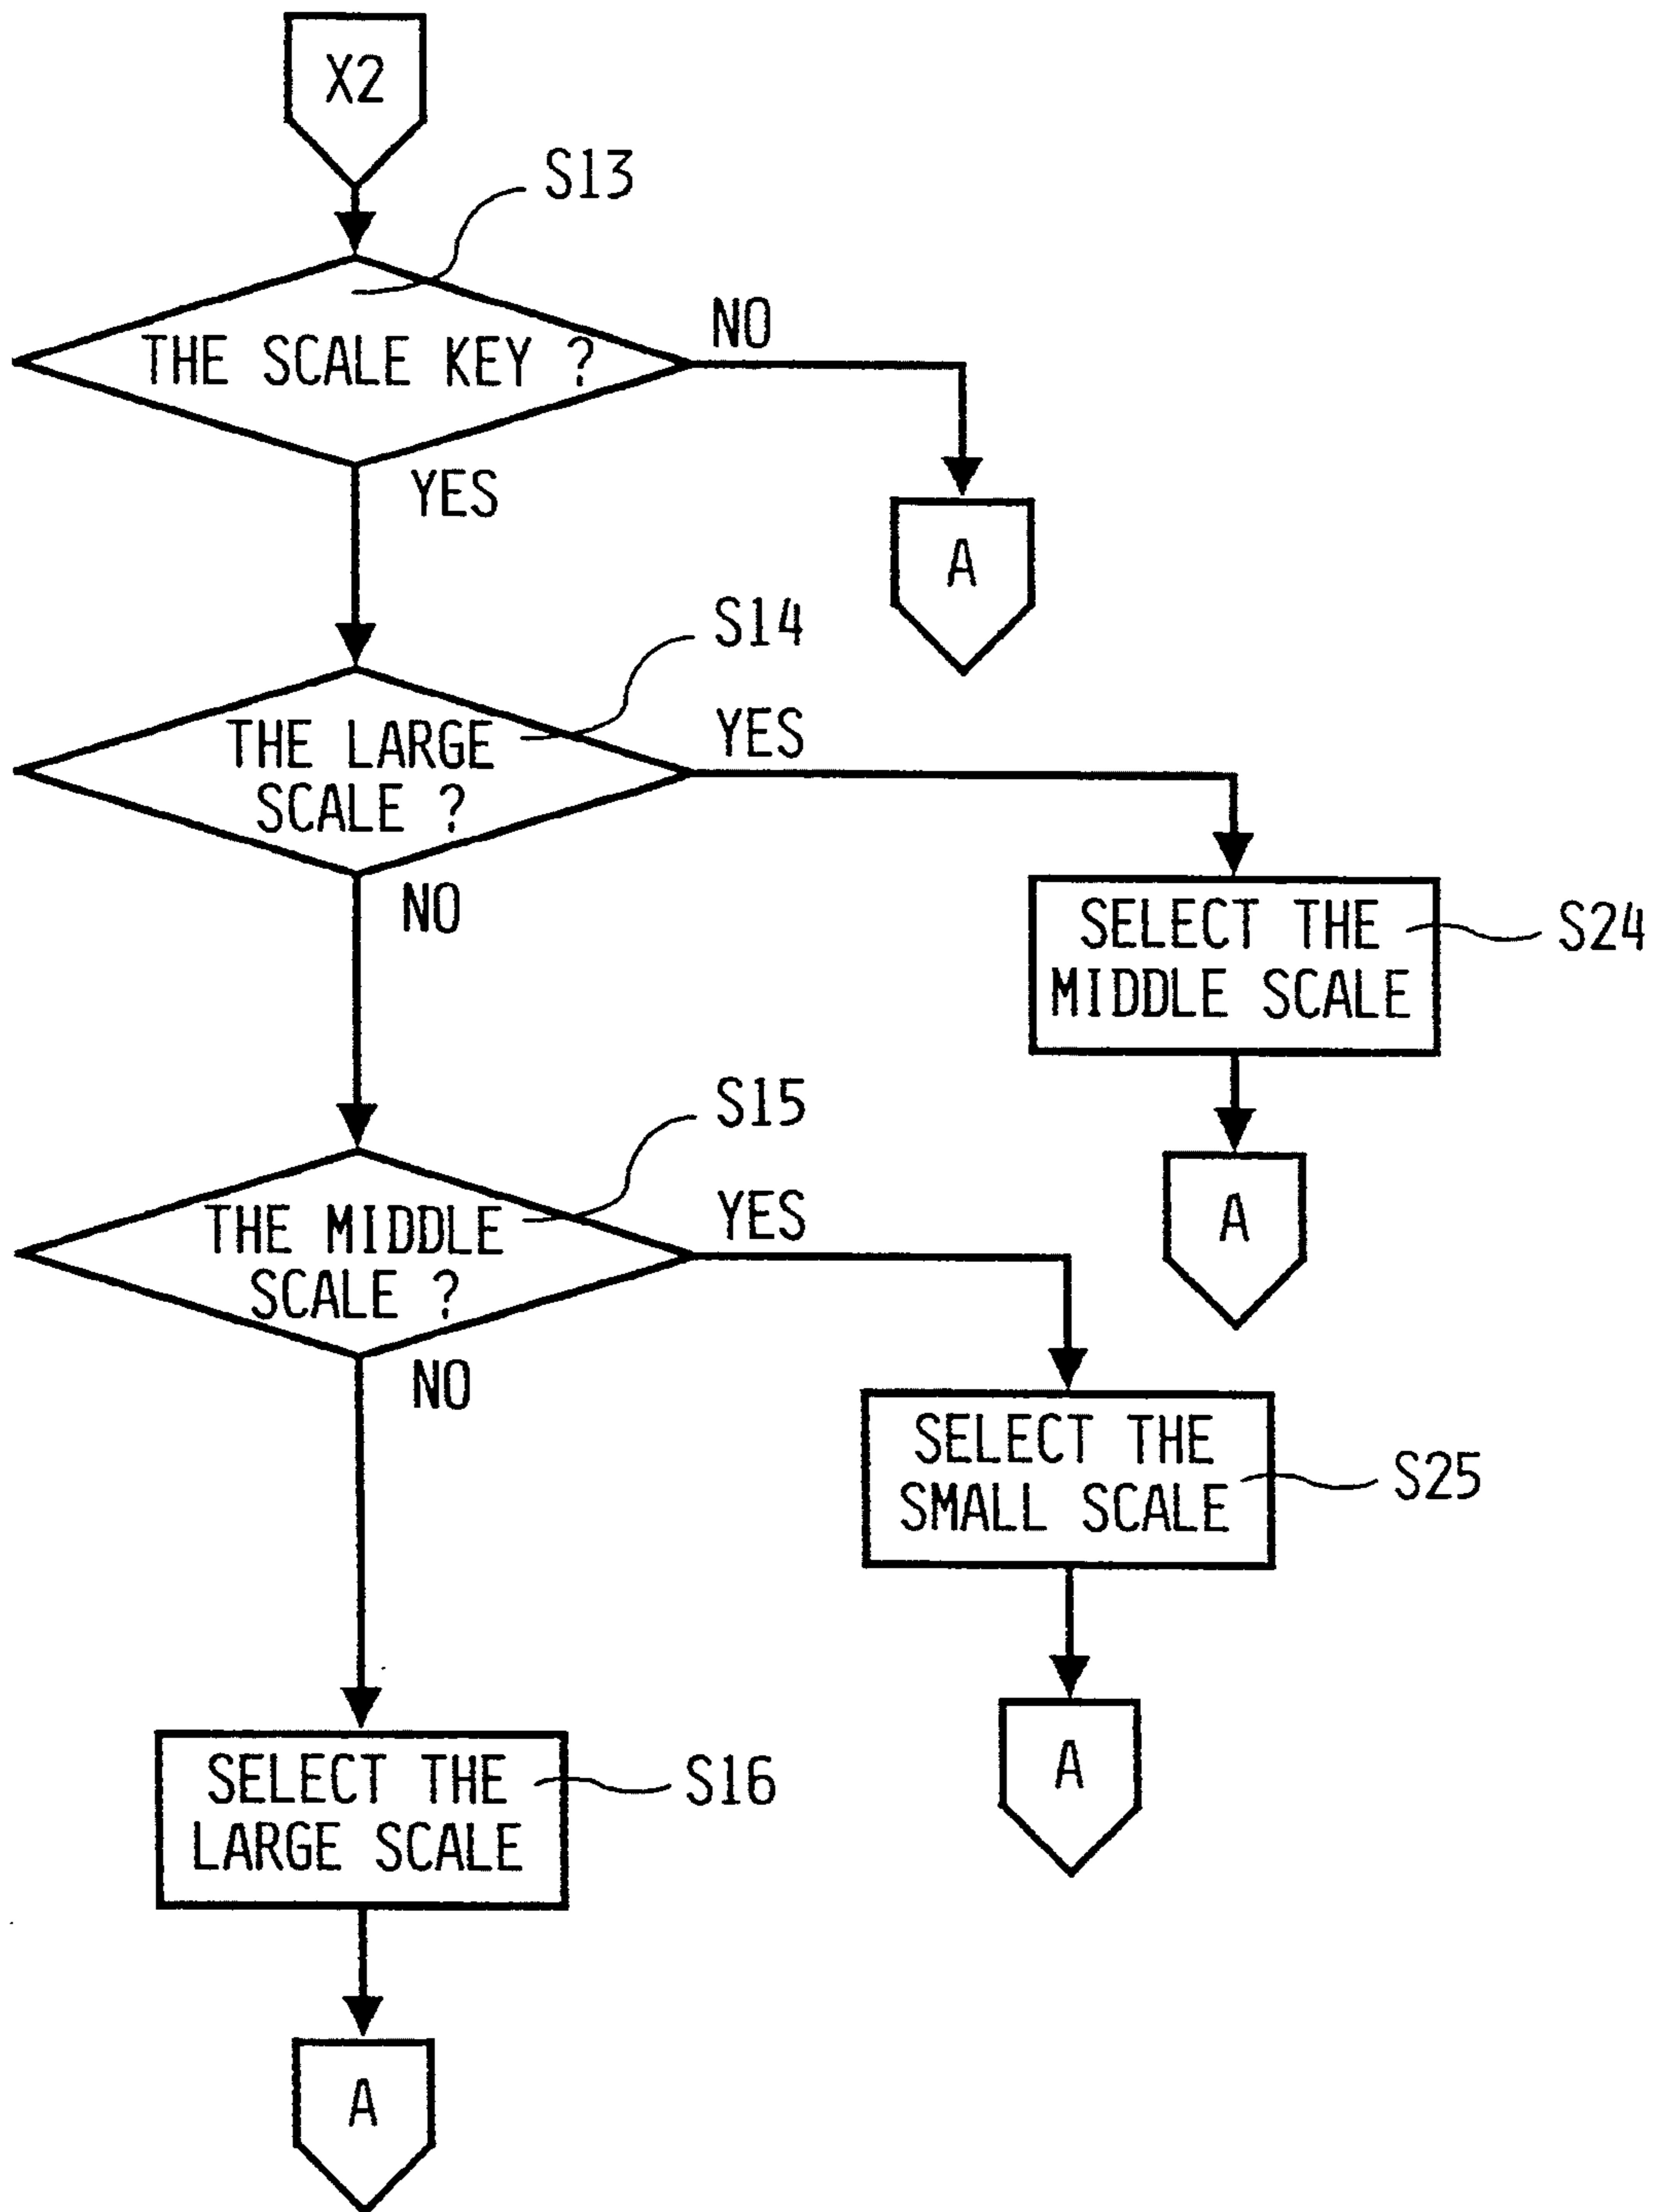 X2
S13
THE SCALE KEY ?
NO
YES
A
S14
THE LARGE
SCALE ?
YES
NO
SELECT THE
MIDDLE SCALE
S24
A
S15
THE MIDDLE
SCALE ?
YES
NO
SELECT THE
SMALL SCALE
S25
A
SELECT THE
LARGE SCALE
S16
A